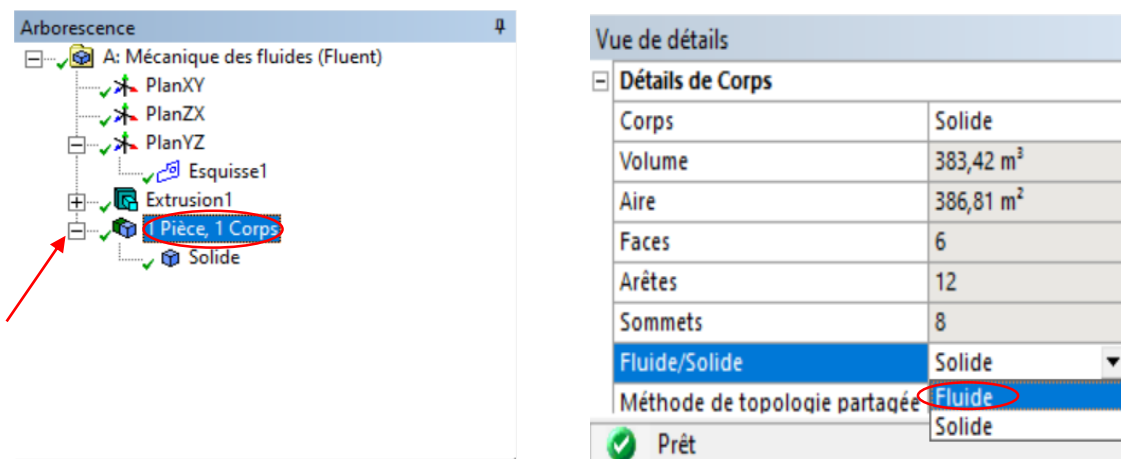 Arborescence
A: Mécanique des fluides (Fluent)
PlanXY
PlanZX
PlanYZ
Esquisse1
Extrusion1
1 Pièce, 1 Corps
Solide
Vue de détails
Détails de Corps
Corps Solide
Volume 383,42 m³
Aire 386,81 m²
Faces 6
Arêtes 12
Sommets 8
Fluide/Solide Solide
Méthode de topologie partagée Fluide
Solide
Prêt